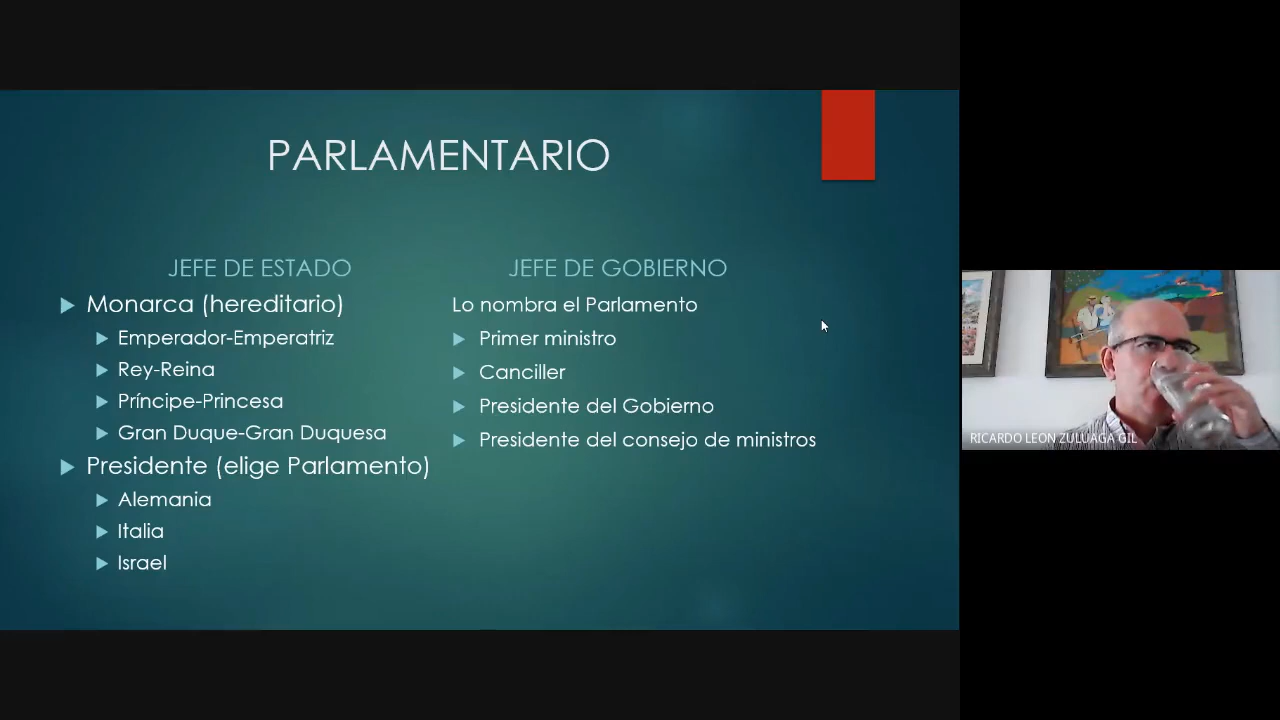 PARLAMENTARIO
JEFE DE ESTADO
Monarca (hereditario)
Emperador-Emperatriz
Rey-Reina
Príncipe-Princesa
Gran Duque-Gran Duquesa
Presidente (elige Parlamento)
Alemania
Italia
Israel
JEFE DE GOBIERNO
Lo nombra el Parlamento
Primer ministro
Canciller
Presidente del Gobierno
Presidente del consejo de ministros
RICARDO LEON ZULUAGA GIL